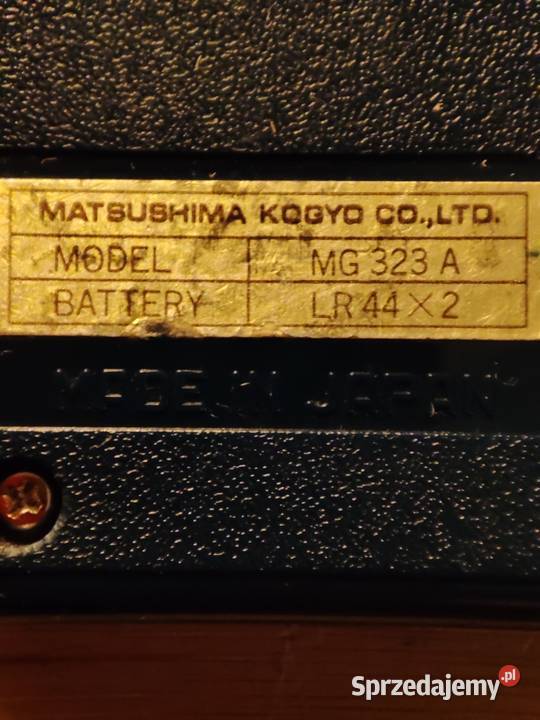 MATSUSHIMA KOGYO CO.,LTD.
MODEL MG 323 A
BATTERY LR 44 × 2
MADE IN JAPAN
Sprzedajemy.pl